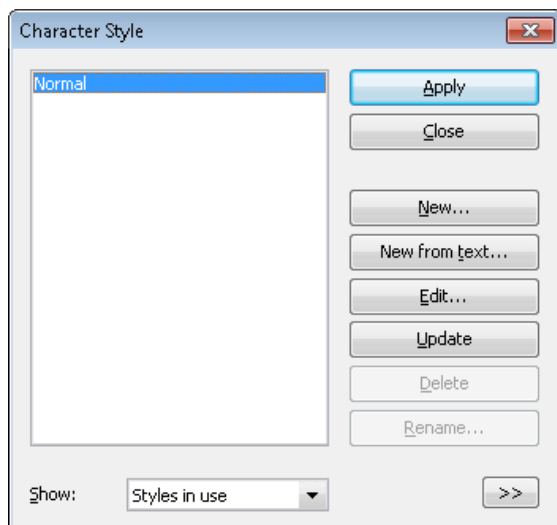 Character Style
Normal
Apply
Close
New...
New from text...
Edit...
Update
Delete
Rename...
Show:
Styles in use
>>